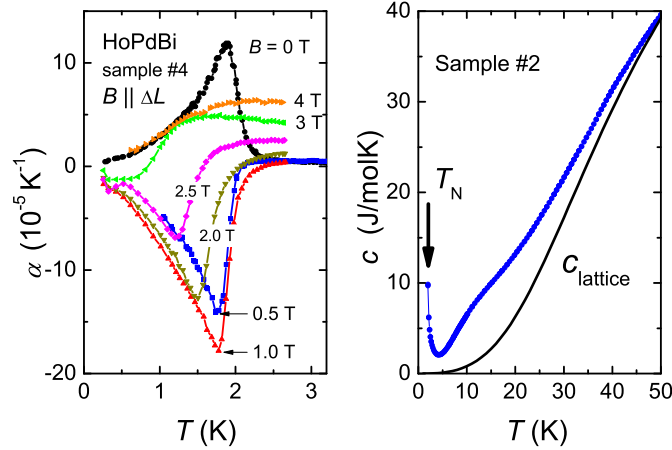 HoPdBi
sample #4
B || ΔL
B = 0 T
4 T
3 T
2.5 T
2.0 T
0.5 T
1.0 T
10
0
-10
-20
0
1
2
3
α (10⁻⁵ K⁻¹)
T (K)
Sample #2
T_N
c_lattice
40
30
20
10
0
0
10
20
30
40
50
c (J/molK)
T (K)